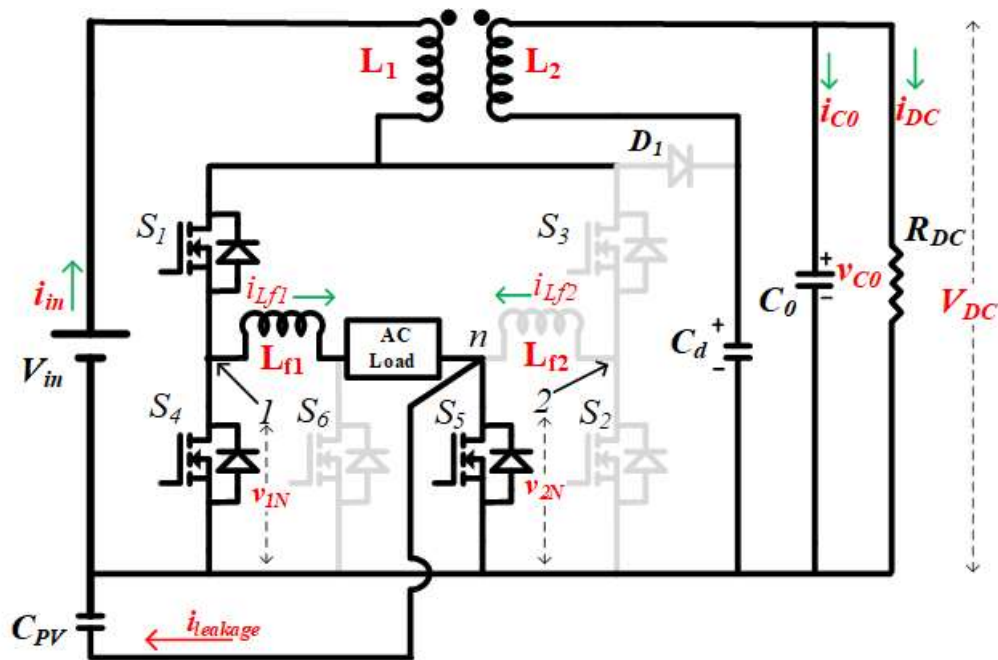 L1
L2
iC0
iDC
D1
S1
S3
RDC
iin
iLf1
iLf2
+
vC0
C0
-
VDC
AC
Load
n
+
Cd
-
Vin
Lf1
Lf2
S4
1
S6
S5
2
S2
v1N
v2N
CPV
ileakage